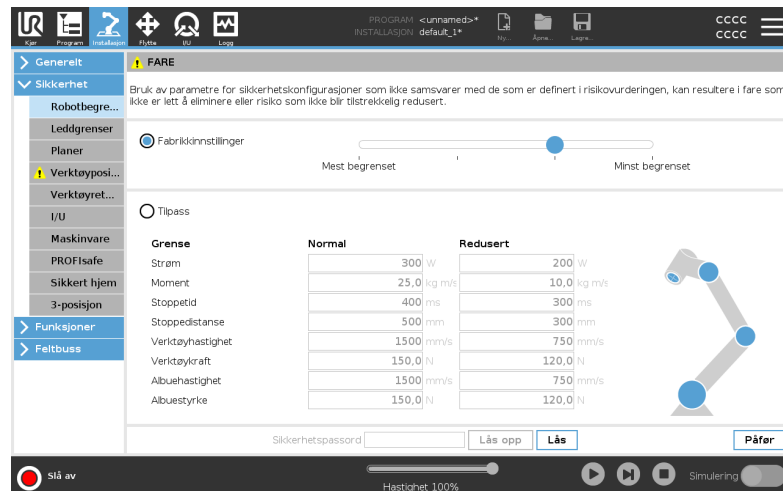 PROGRAM <unnamed>*
INSTALLASJON default_1*
cccc
cccc
Kjør Program Installasjon Flytte I/U Logg Ny... Åpne... Lagre...
Generelt
Sikkerhet
Robotbegre...
Leddgrenser
Planer
Verktøyposi...
Verktøyret...
I/U
Maskinvare
PROFIsafe
Sikkert hjem
3-posisjon
Funksjoner
Feltbuss
FARE
Bruk av parametre for sikkerhetskonfigurasjoner som ikke samsvarer med de som er definert i risikovurderingen, kan resultere i fare som
ikke er lett å eliminere eller risiko som ikke blir tilstrekkelig redusert.
Fabrikkinnstillinger
Mest begrenset Minst begrenset
Tilpass
Grense Normal Redusert
Strøm 300 W 200 W
Moment 25,0 kg m/s 10,0 kg m/s
Stoppetid 400 ms 300 ms
Stoppedistanse 500 mm 300 mm
Verktøyhastighet 1500 mm/s 750 mm/s
Verktøykraft 150,0 N 120,0 N
Albuehastighet 1500 mm/s 750 mm/s
Albuestyrke 150,0 N 120,0 N
Sikkerhetspassord Lås opp Lås Påfør
Slå av Hastighet 100% Simulering